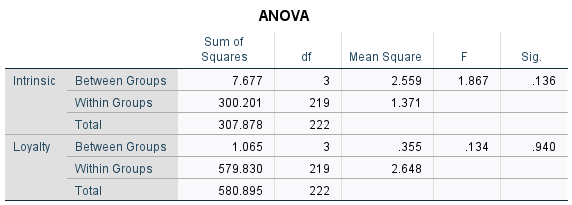 ANOVA
Sum of Squares df Mean Square F Sig.
Intrinsic Between Groups 7.677 3 2.559 1.867 .136
Within Groups 300.201 219 1.371
Total 307.878 222
Loyalty Between Groups 1.065 3 .355 .134 .940
Within Groups 579.830 219 2.648
Total 580.895 222